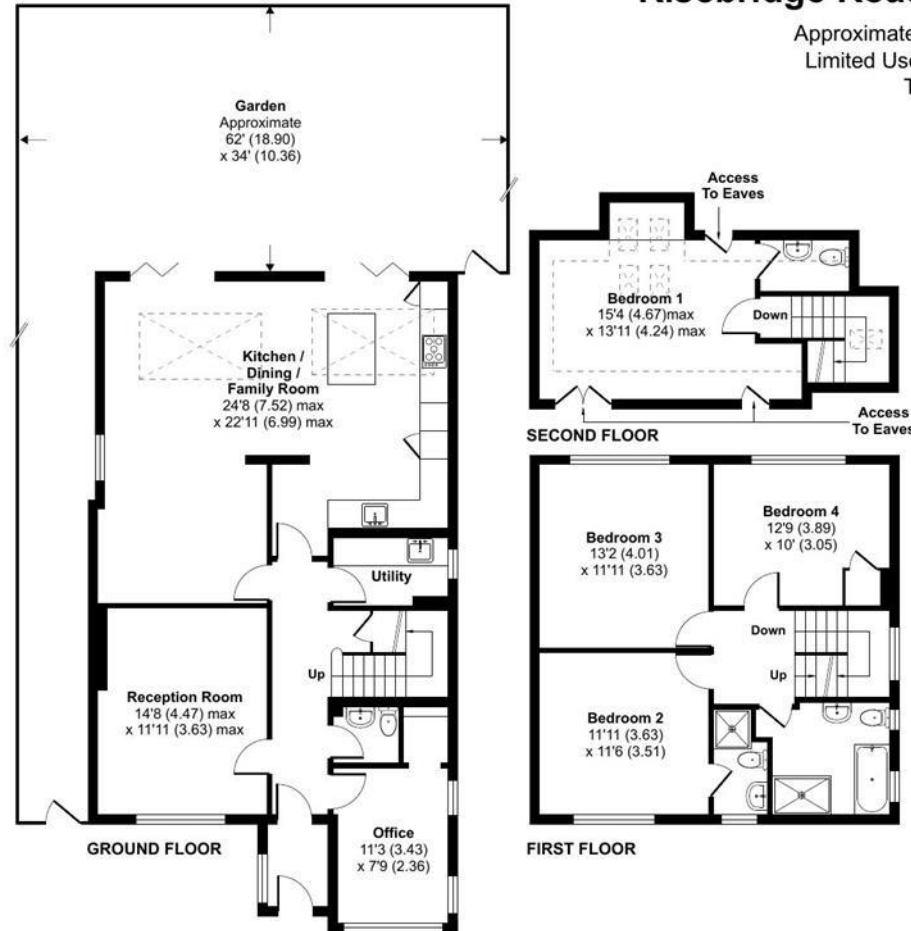 Approximate
Limited Use
Garden
Approximate
62' (18.90)
x 34' (10.36)
Access
To Eaves
Bedroom 1
15'4 (4.67)max
x 13'11 (4.24) max
Down
Access
To Eaves
SECOND FLOOR
Kitchen /
Dining /
Family Room
24'8 (7.52) max
x 22'11 (6.99) max
Utility
Up
Reception Room
14'8 (4.47) max
x 11'11 (3.63) max
Office
11'3 (3.43)
x 7'9 (2.36)
GROUND FLOOR
Bedroom 3
13'2 (4.01)
x 11'11 (3.63)
Bedroom 4
12'9 (3.89)
x 10' (3.05)
Down
Up
Bedroom 2
11'11 (3.63)
x 11'6 (3.51)
FIRST FLOOR